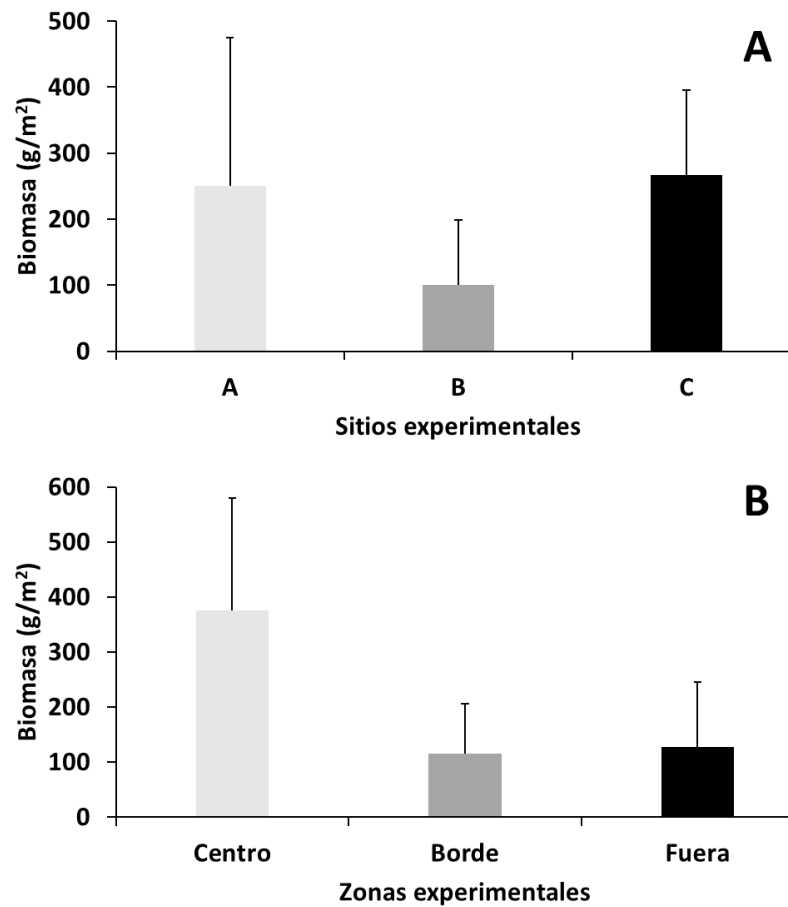 A
500
400
300
200
100
0
Biomasa (g/m²)
A B C
Sitios experimentales
B
600
500
400
300
200
100
0
Biomasa (g/m²)
Centro Borde Fuera
Zonas experimentales